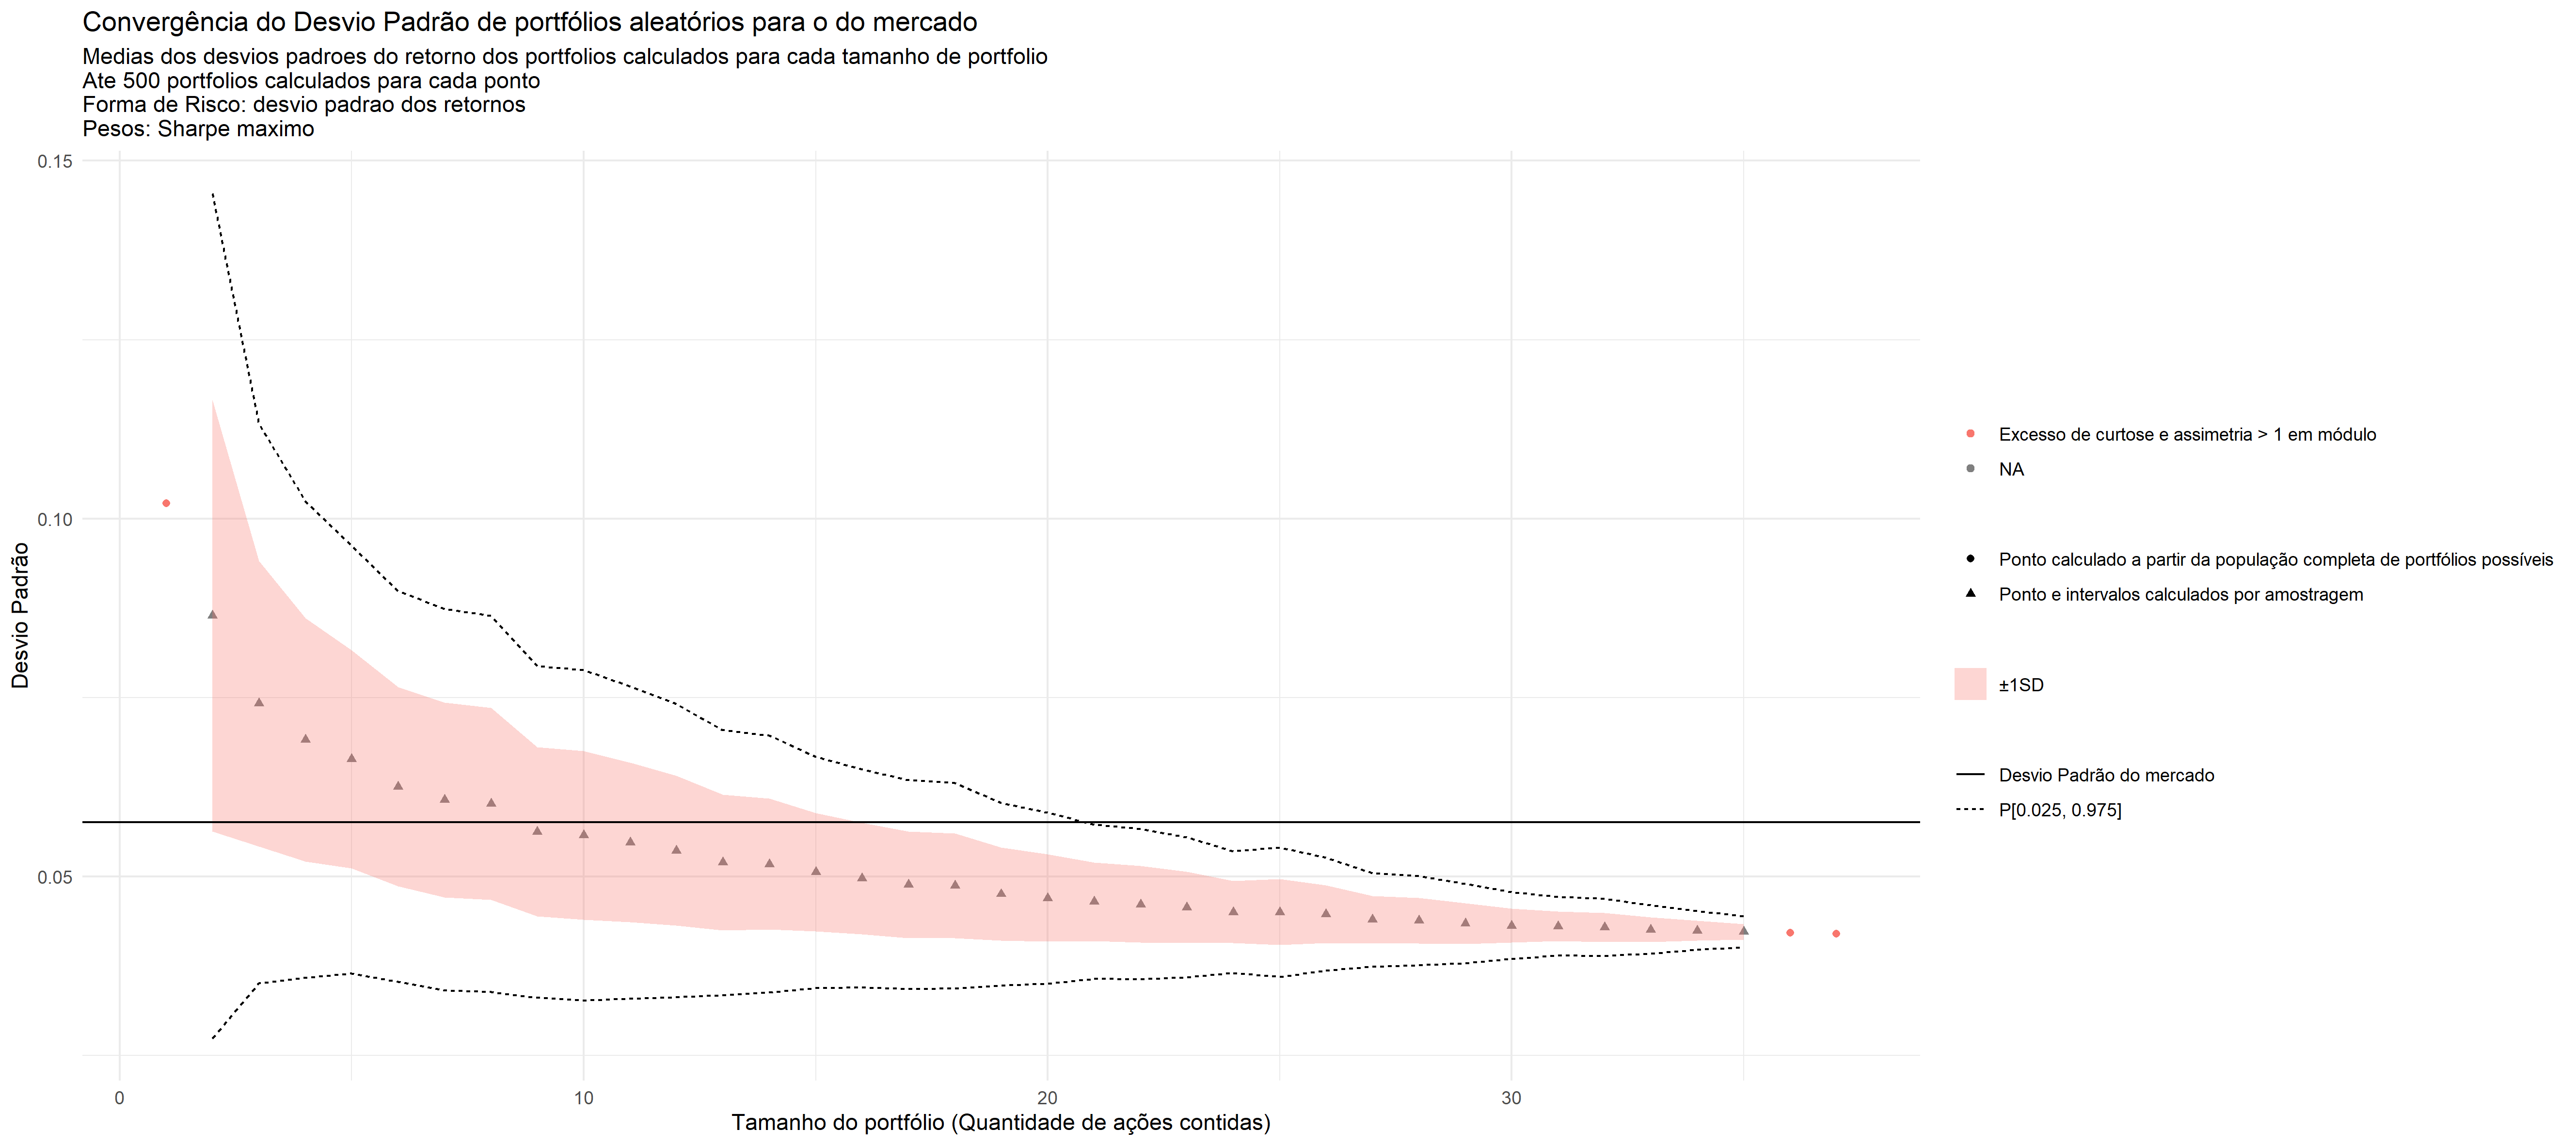 Convergência do Desvio Padrão de portfólios aleatórios para o do mercado
Medias dos desvios padroes do retorno dos portfolios calculados para cada tamanho de portfolio
Ate 500 portfolios calculados para cada ponto
Forma de Risco: desvio padrao dos retornos
Pesos: Sharpe maximo
0.15
0.10
0.05
Desvio Padrão
0
10
20
30
Tamanho do portfólio (Quantidade de ações contidas)
Excesso de curtose e assimetria > 1 em módulo
NA
Ponto calculado a partir da população completa de portfólios possíveis
Ponto e intervalos calculados por amostragem
±1SD
Desvio Padrão do mercado
P[0.025, 0.975]